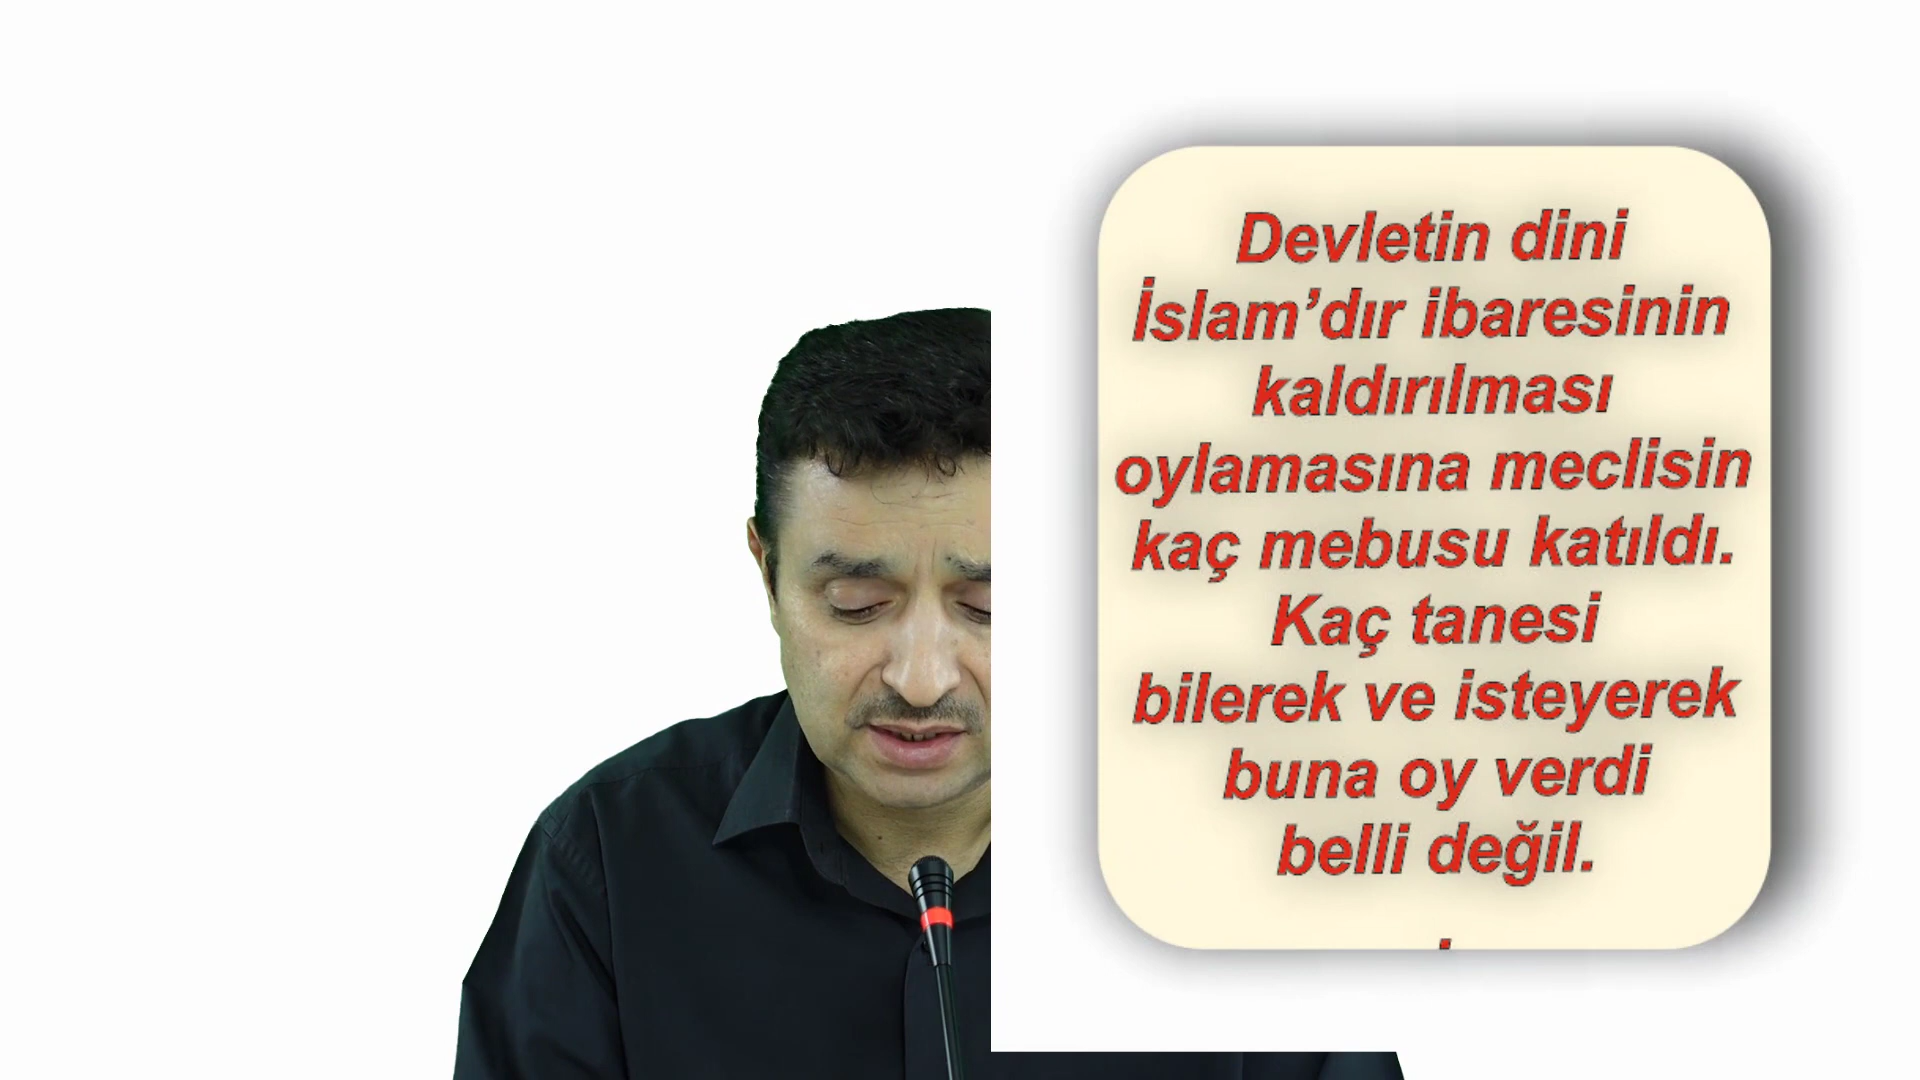 Devletin dini
İslam’dır ibaresinin
kaldırılması
oylamasına meclisin
kaç mebusu katıldı.
Kaç tanesi
bilerek ve isteyerek
buna oy verdi
belli değil.